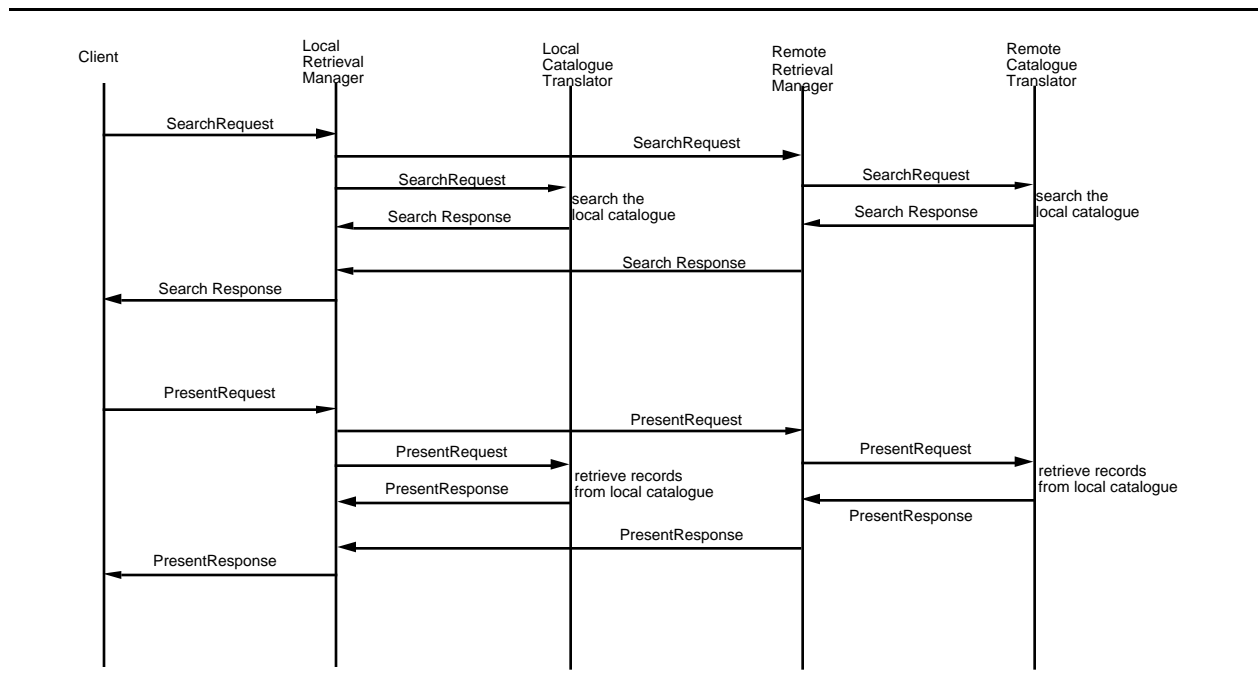 Client
Local
Retrieval
Manager
Local
Catalogue
Translator
Remote
Retrieval
Manager
Remote
Catalogue
Translator
SearchRequest
SearchRequest
SearchRequest
SearchRequest
search the
local catalogue
search the
local catalogue
Search Response
Search Response
Search Response
Search Response
PresentRequest
PresentRequest
PresentRequest
PresentRequest
retrieve records
from local catalogue
retrieve records
from local catalogue
PresentResponse
PresentResponse
PresentResponse
PresentResponse